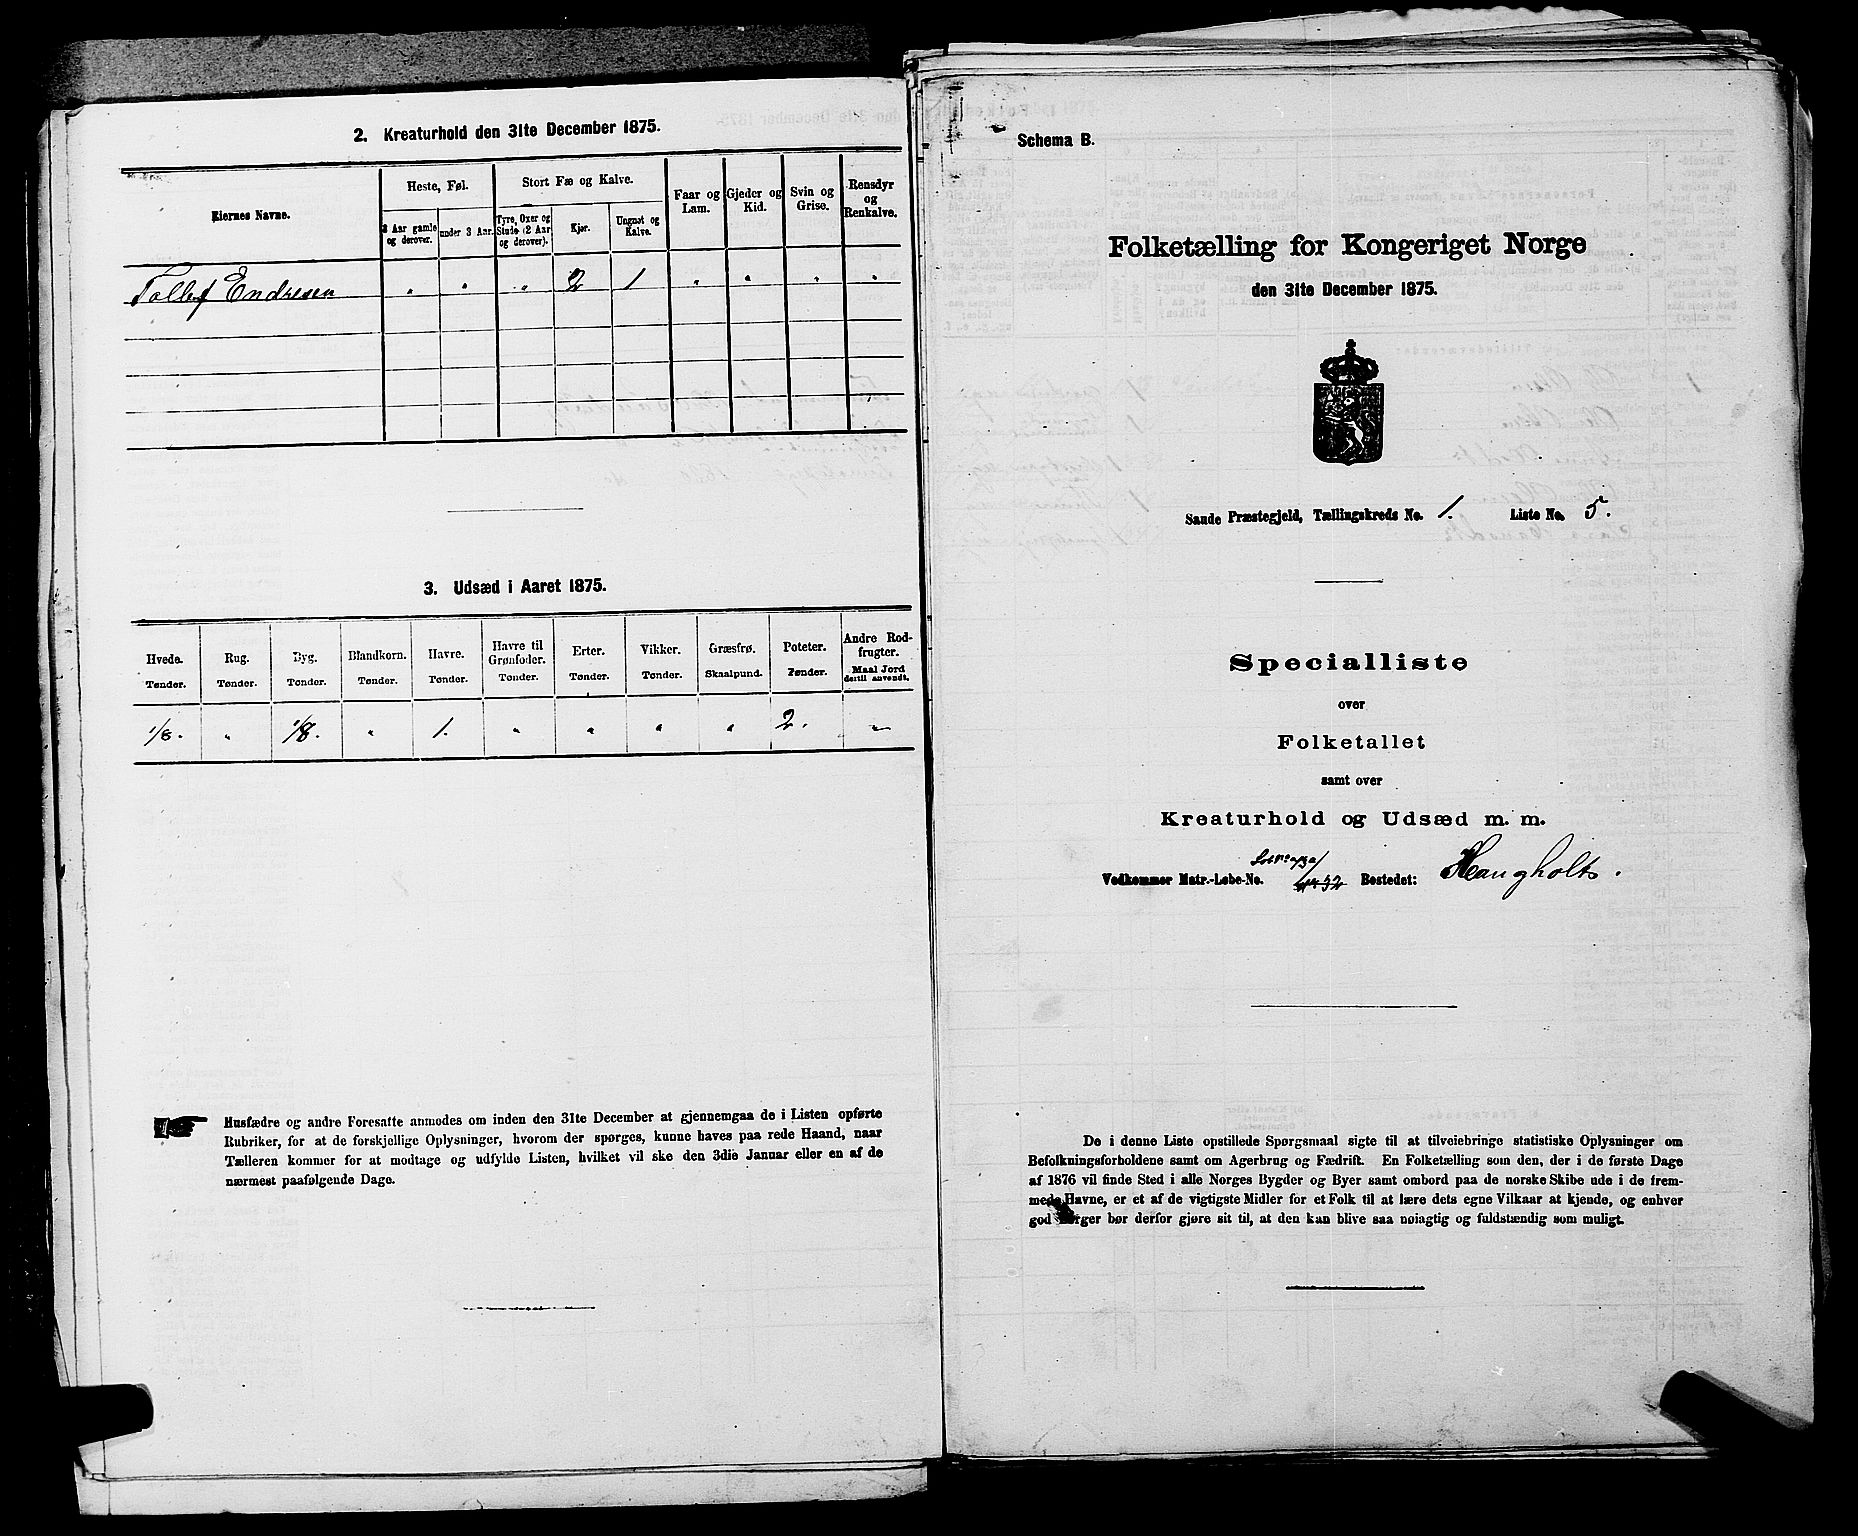 2. Kreaturhold den 31te December 1875.
Eiernes Navne.
Heste, Føl.
3 Aar gamle og derover.
under 3 Aar.
Stort Fæ og Kalve.
Tyre, Oxer og Stude (2 Aar og derover).
Kjør.
Ungnøt og Kalve.
Faar og Lam.
Gjeder og Kid.
Svin og Grise.
Rensdyr og Renkalve.
Tollef Endresen " " " 2 1 " " " "
3. Udsæd i Aaret 1875.
Hvede. Rug. Byg. Blandkorn. Havre. Havre til Grønfoder. Erter. Vikker. Græsfrø. Poteter. Andre Rodfrugter.
Tønder. Tønder. Tønder. Tønder. Tønder. Tønder. Tønder. Tønder. Skaalpund. Tønder. Maal Jord dertil anvendt.
1/8. " 1/8. " 1. " " " " 2. "
Husfædre og andre Foresatte anmodes om inden den 31te December at gjennemgaa de i Listen opførte
Rubriker, for at de forskjellige Oplysninger, hvorom der spørges, kunne haves paa rede Haand, naar
Tælleren kommer for at modtage og udfylde Listen, hvilket vil ske den 3die Januar eller en af de
nærmest paafølgende Dage.
Schema B.
Folketælling for Kongeriget Norge
den 31te December 1875.
Sande Præstegjeld, Tællingskreds No. 1. Liste No. 5.
Specialliste
over
Folketallet
samt over
Kreaturhold og Udsæd m. m.
Vedkommer Matr.-Løbe-No. 32 Bostedet: Haugholts.
De i denne Liste opstillede Spørgsmaal sigte til at tilveiebringe statistiske Oplysninger om
Befolkningsforholdene samt om Agerbrug og Fædrift. En Folketælling som den, der i de første Dage
af 1876 vil finde Sted i alle Norges Bygder og Byer samt ombord paa de norske Skibe ude i de frem-
mede Havne, er et af de vigtigste Midler for et Folk til at lære dets egne Vilkaar at kjende, og enhver
god Borger bør derfor gjøre sit til, at den kan blive saa nøiagtig og fuldstændig som muligt.